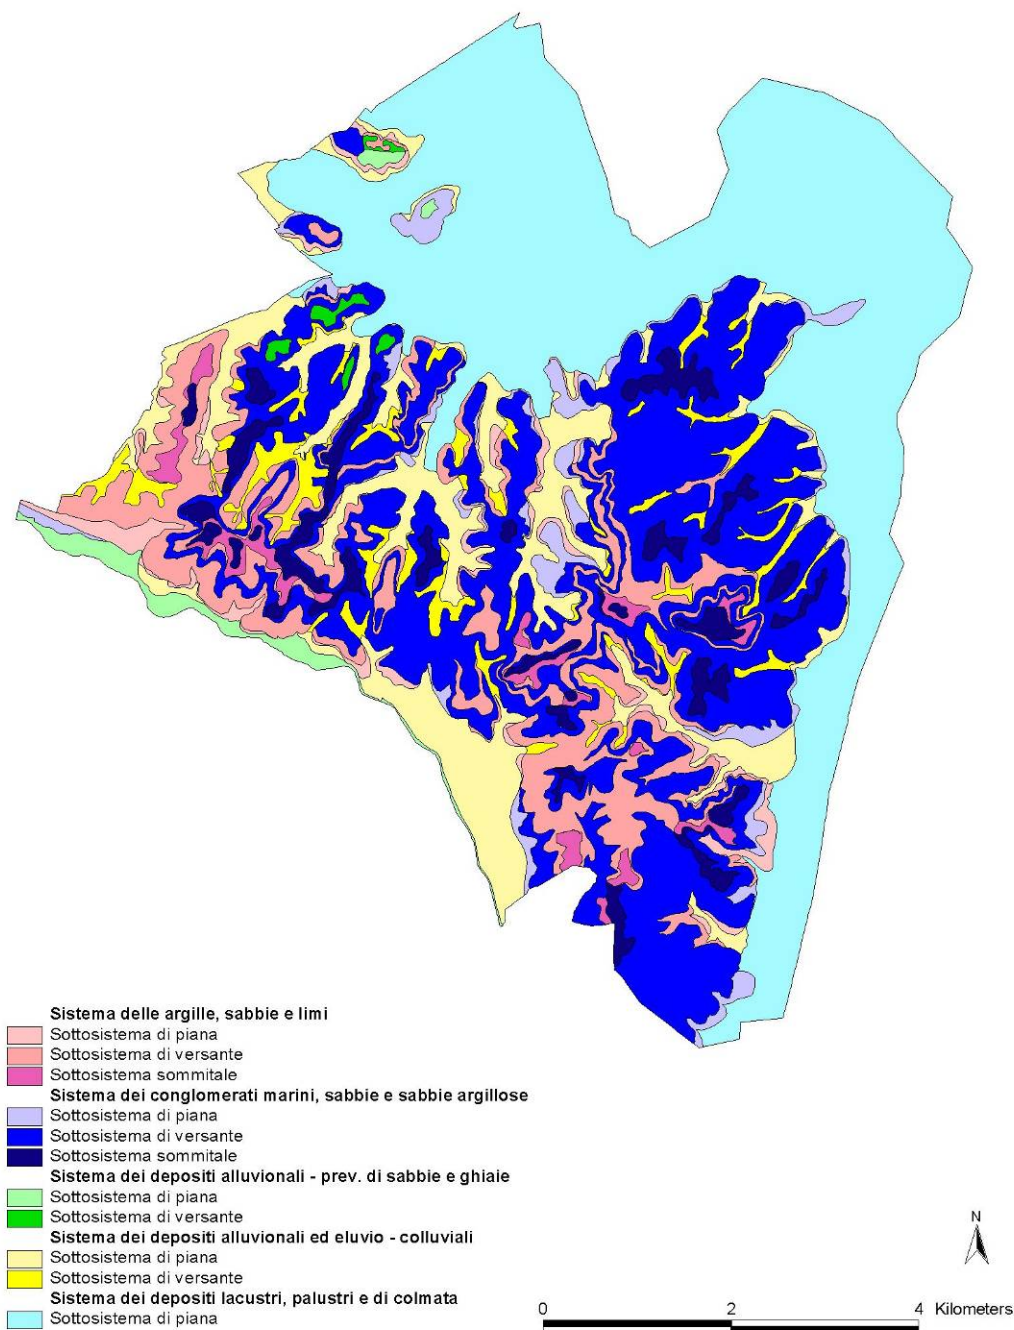 Sistema delle argille, sabbie e limi
Sottosistema di piana
Sottosistema di versante
Sottosistema sommitale
Sistema dei conglomerati marini, sabbie e sabbie argillose
Sottosistema di piana
Sottosistema di versante
Sottosistema sommitale
Sistema dei depositi alluvionali - prev. di sabbie e ghiaie
Sottosistema di piana
Sottosistema di versante
Sistema dei depositi alluvionali ed eluvio - colluviali
Sottosistema di piana
Sottosistema di versante
Sistema dei depositi lacustri, palustri e di colmata
Sottosistema di piana
N
0 2 4 Kilometers